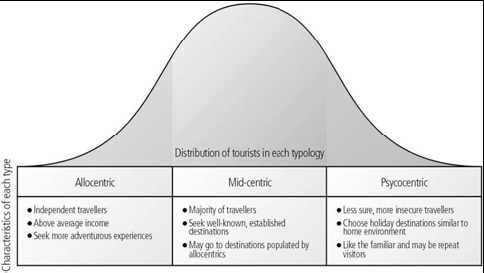 Distribution of tourists in each typology
Characteristics of each type
Allocentric
Mid-centric
Psycocentric
● Independent travellers
● Above average income
● Seek more adventurous experiences
● Majority of travellers
● Seek well-known, established
destinations
● May go to destinations populated by
allocentrics
● Less sure, more insecure travellers
● Choose holiday destinations similar to
home environment
● Like the familiar and may be repeat
visitors